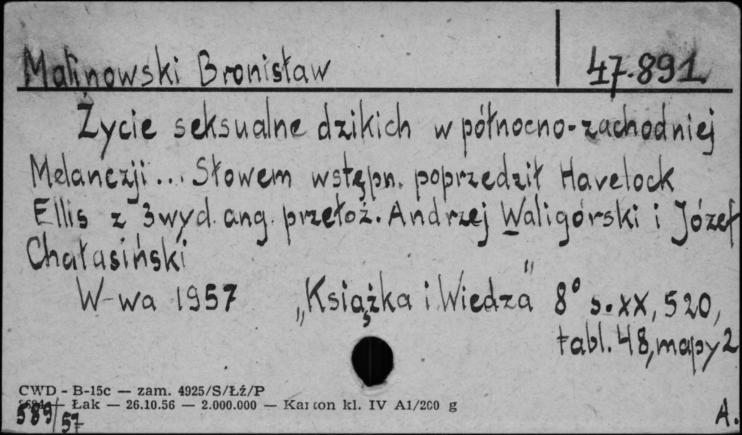 Malinowski Bronisław 47.891
Życie seksualne dzikich w północno-zachodniej
Melanezji... Słowem wstępn. poprzedził Havelock
Ellis z 3 wyd. ang. przełoż. Andrzej Waligórski i Józef
Chałasiński
W-wa 1957 „Książka i Wiedza" 8° s. XX, 520,
tabl. 48, mapy 2
CWD - B-15c — zam. 4925/S/Łź/P
Łak — 26.10.56 — 2.000.000 — Karton kl. IV A1/200 g
589/57 A.